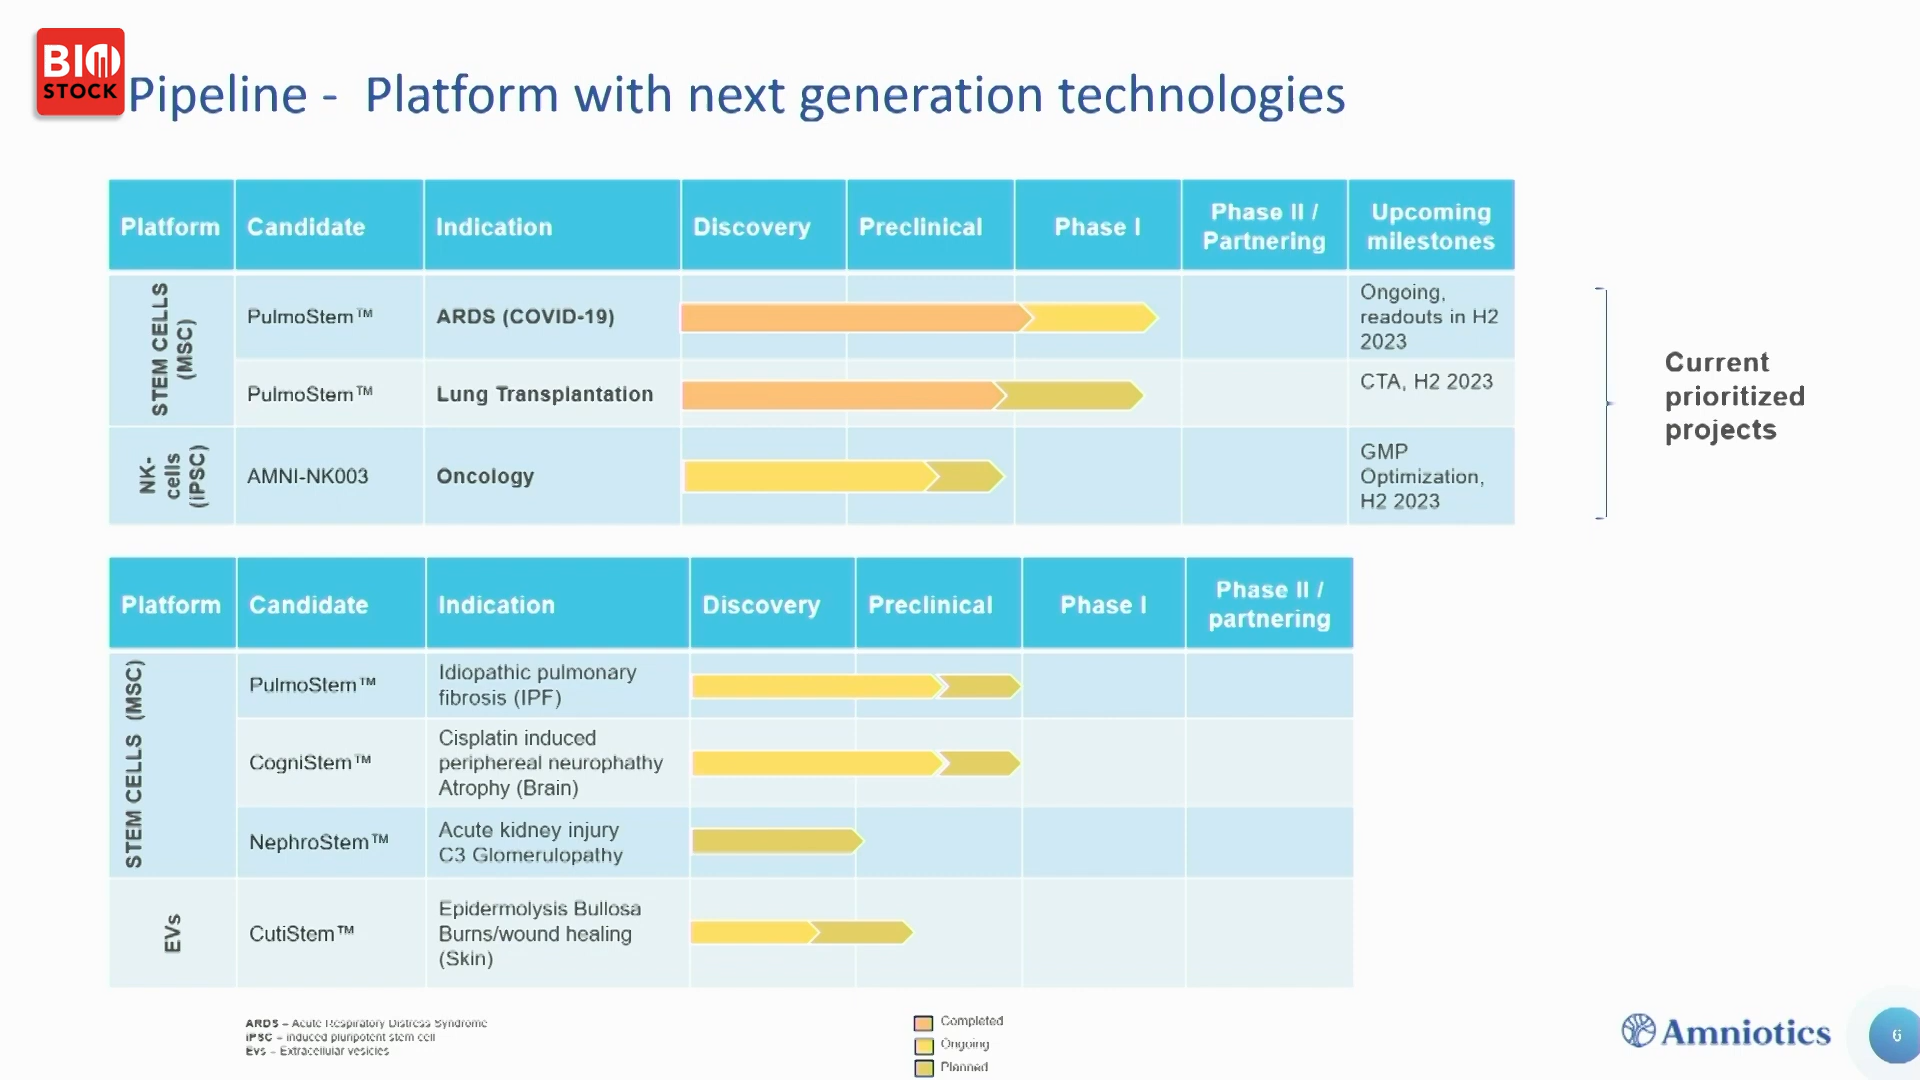 BIO
STOCK
Pipeline - Platform with next generation technologies
Platform
Candidate
Indication
Discovery
Preclinical
Phase I
Phase II /
Partnering
Upcoming
milestones
STEM CELLS
(MSC)
PulmoStem™
ARDS (COVID-19)
Ongoing,
readouts in H2
2023
PulmoStem™
Lung Transplantation
CTA, H2 2023
NK-
cells
(iPSC)
AMNI-NK003
Oncology
GMP
Optimization,
H2 2023
Current
prioritized
projects
Platform
Candidate
Indication
Discovery
Preclinical
Phase I
Phase II /
partnering
STEM CELLS (MSC)
PulmoStem™
Idiopathic pulmonary
fibrosis (IPF)
CogniStem™
Cisplatin induced
periphereal neurophathy
Atrophy (Brain)
NephroStem™
Acute kidney injury
C3 Glomerulopathy
EVs
CutiStem™
Epidermolysis Bullosa
Burns/wound healing
(Skin)
ARDS – Acute Respiratory Distress Syndrome
iPSC – induced pluripotent stem cell
Evs – Extracellular vesicles
Completed
Ongoing
Planned
Amniotics
6